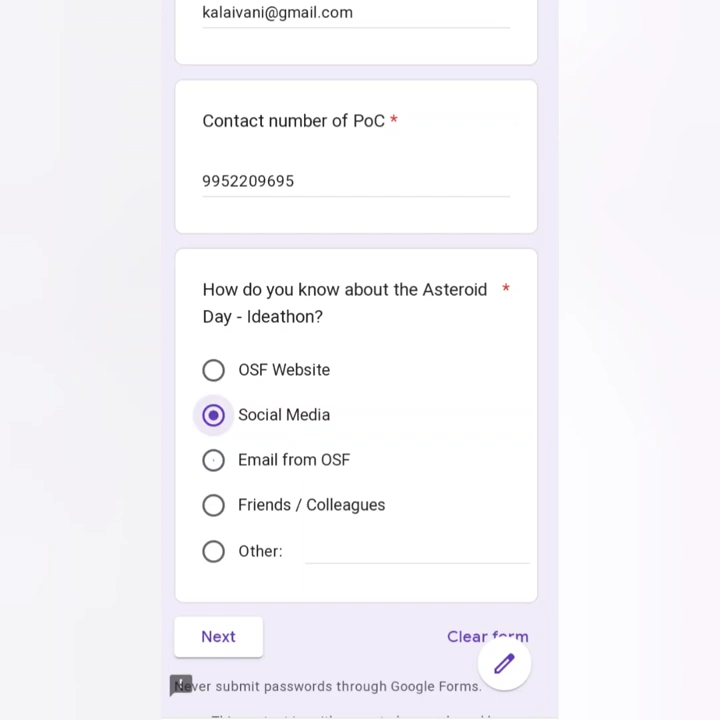 kalaivani@gmail.com
Contact number of PoC *
9952209695
How do you know about the Asteroid *
Day - Ideathon?
OSF Website
Social Media
Email from OSF
Friends / Colleagues
Other:
Next Clear form
Never submit passwords through Google Forms.